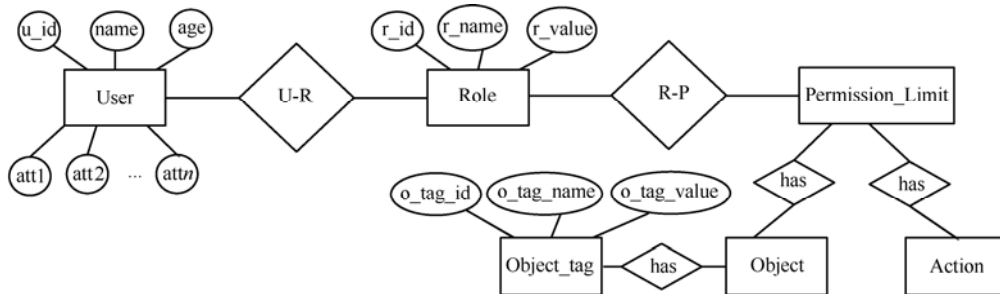 u_id name age r_id r_name r_value
User U-R Role R-P Permission_Limit
att1 att2 ... attn
has has
o_tag_id o_tag_name o_tag_value
Object_tag has Object Action